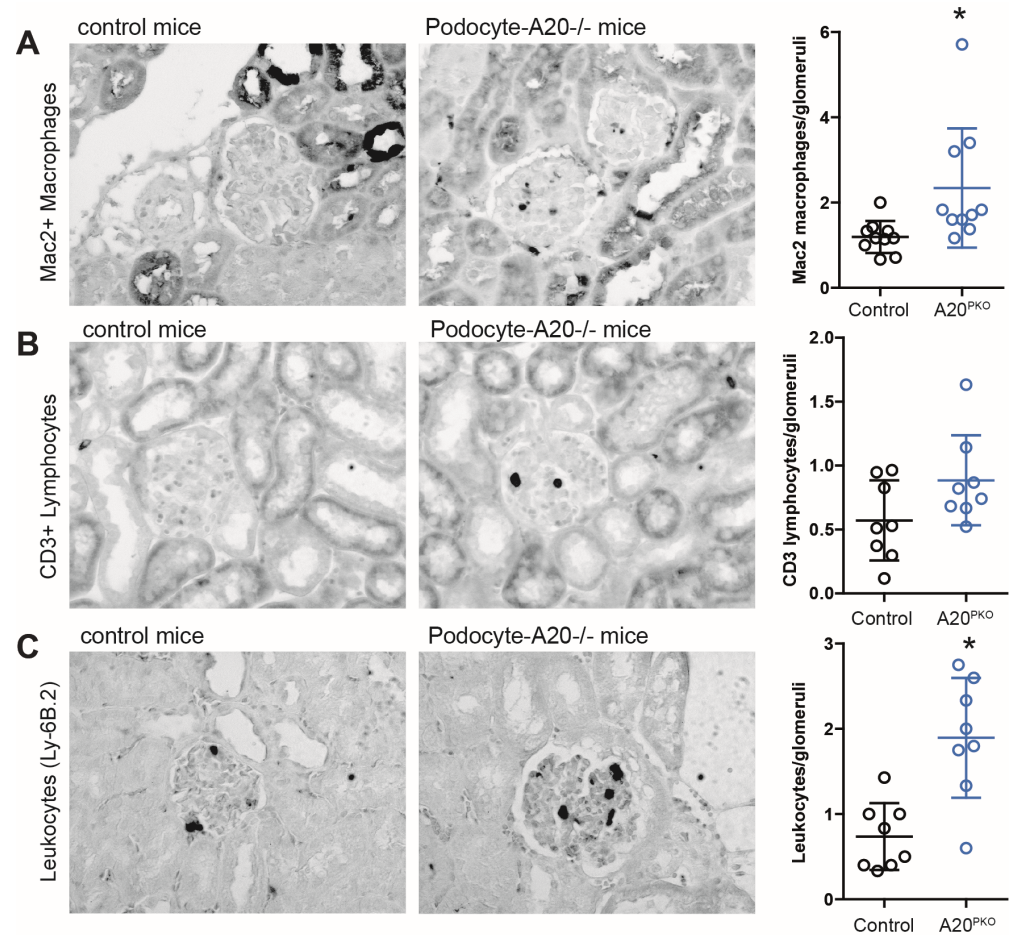 A
control mice
Podocyte-A20-/- mice
Mac2+ Macrophages
Mac2 macrophages/glomeruli
*
6
4
2
0
Control
A20PKO
B
control mice
Podocyte-A20-/- mice
CD3+ Lymphocytes
CD3 lymphocytes/glomeruli
2.0
1.5
1.0
0.5
0.0
Control
A20PKO
C
control mice
Podocyte-A20-/- mice
Leukocytes (Ly-6B.2)
Leukocytes/glomeruli
*
3
2
1
0
Control
A20PKO